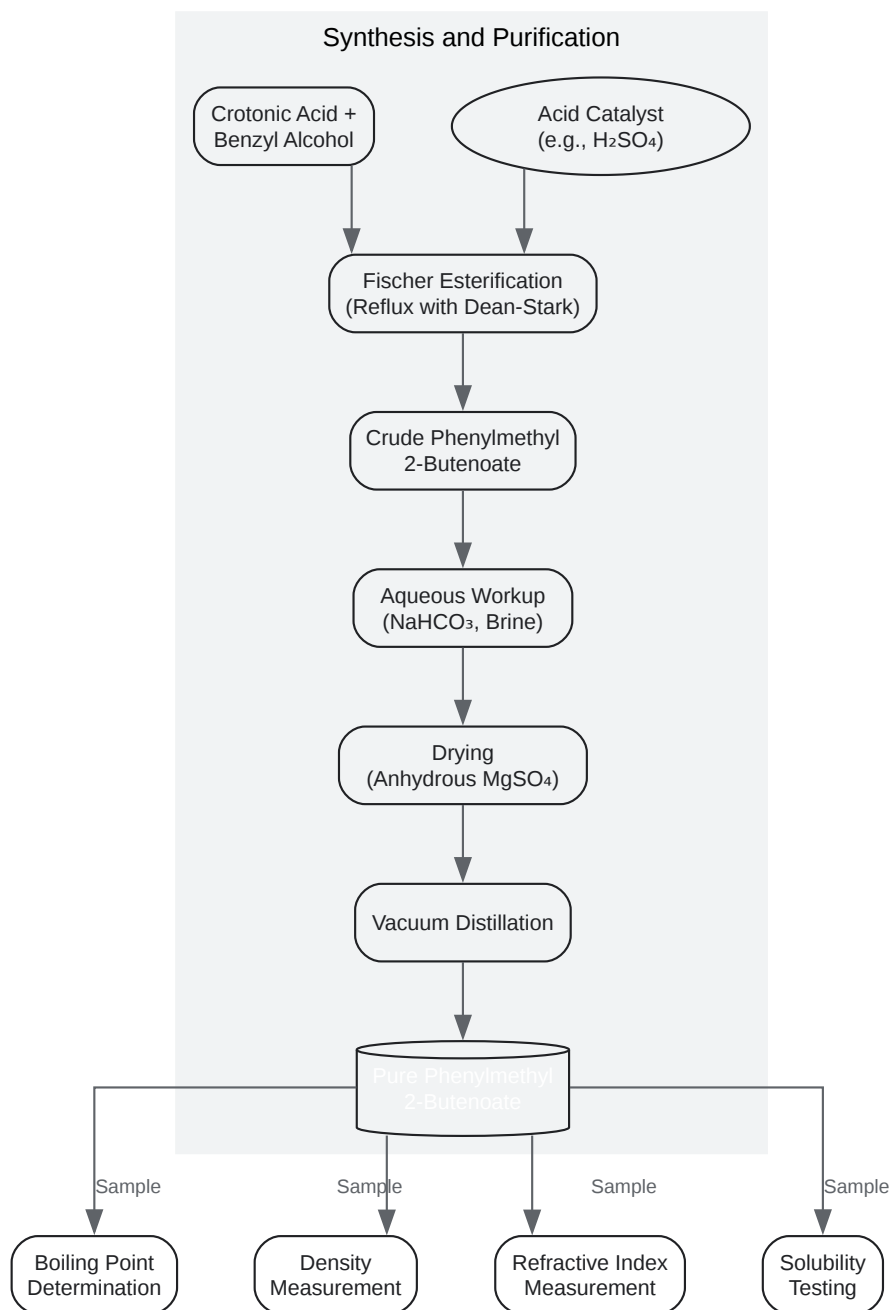 Synthesis and Purification
Crotonic Acid +
Benzyl Alcohol
Acid Catalyst
(e.g., H₂SO₄)
Fischer Esterification
(Reflux with Dean-Stark)
Crude Phenylmethyl
2-Butenoate
Aqueous Workup
(NaHCO₃, Brine)
Drying
(Anhydrous MgSO₄)
Vacuum Distillation
Pure Phenylmethyl
2-Butenoate
Sample
Sample
Sample
Sample
Boiling Point
Determination
Density
Measurement
Refractive Index
Measurement
Solubility
Testing